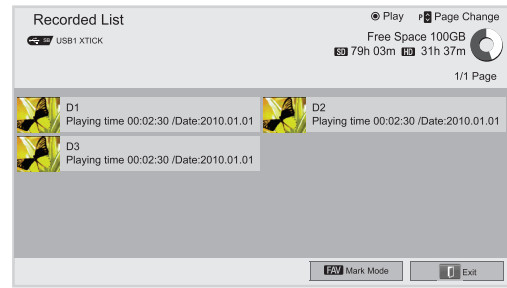 Recorded List
Play P Page Change
USB1 XTICK
Free Space 100GB
SD 79h 03m HD 31h 37m
1/1 Page
D1
Playing time 00:02:30 /Date:2010.01.01
D2
Playing time 00:02:30 /Date:2010.01.01
D3
Playing time 00:02:30 /Date:2010.01.01
FAV Mark Mode
Exit